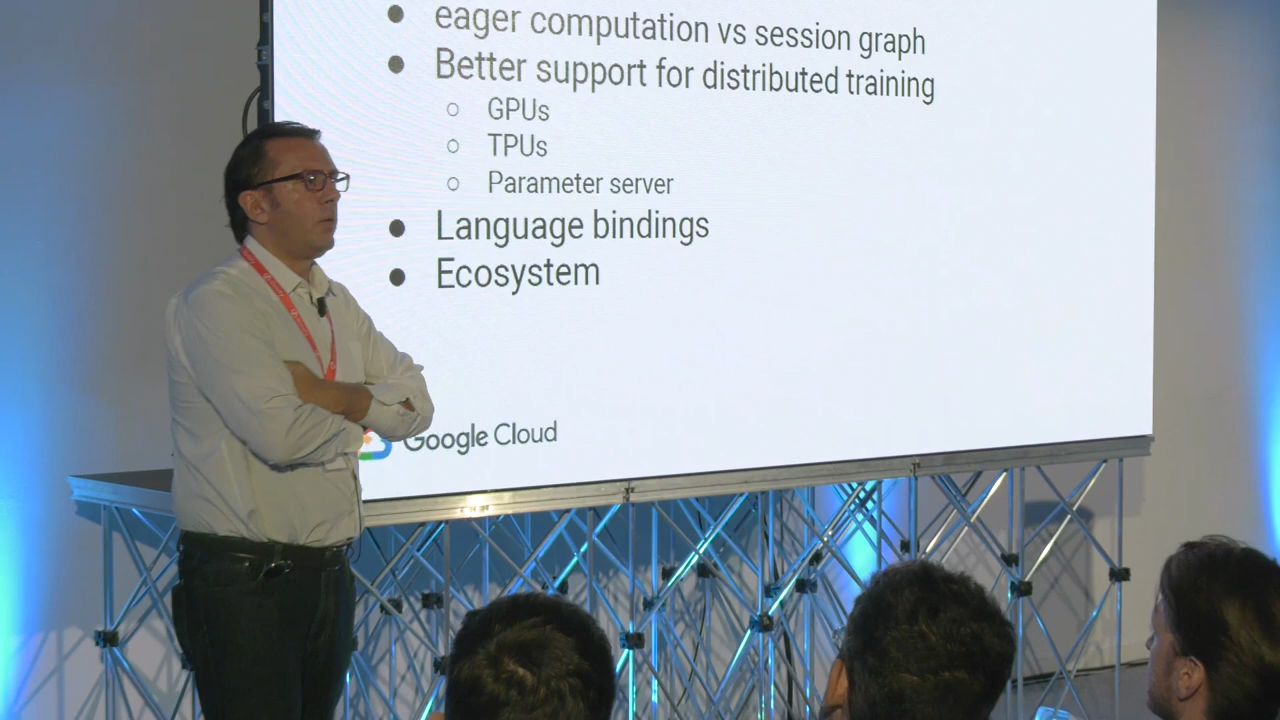 • eager computation vs session graph
• Better support for distributed training
○ GPUs
○ TPUs
○ Parameter server
• Language bindings
• Ecosystem
Google Cloud